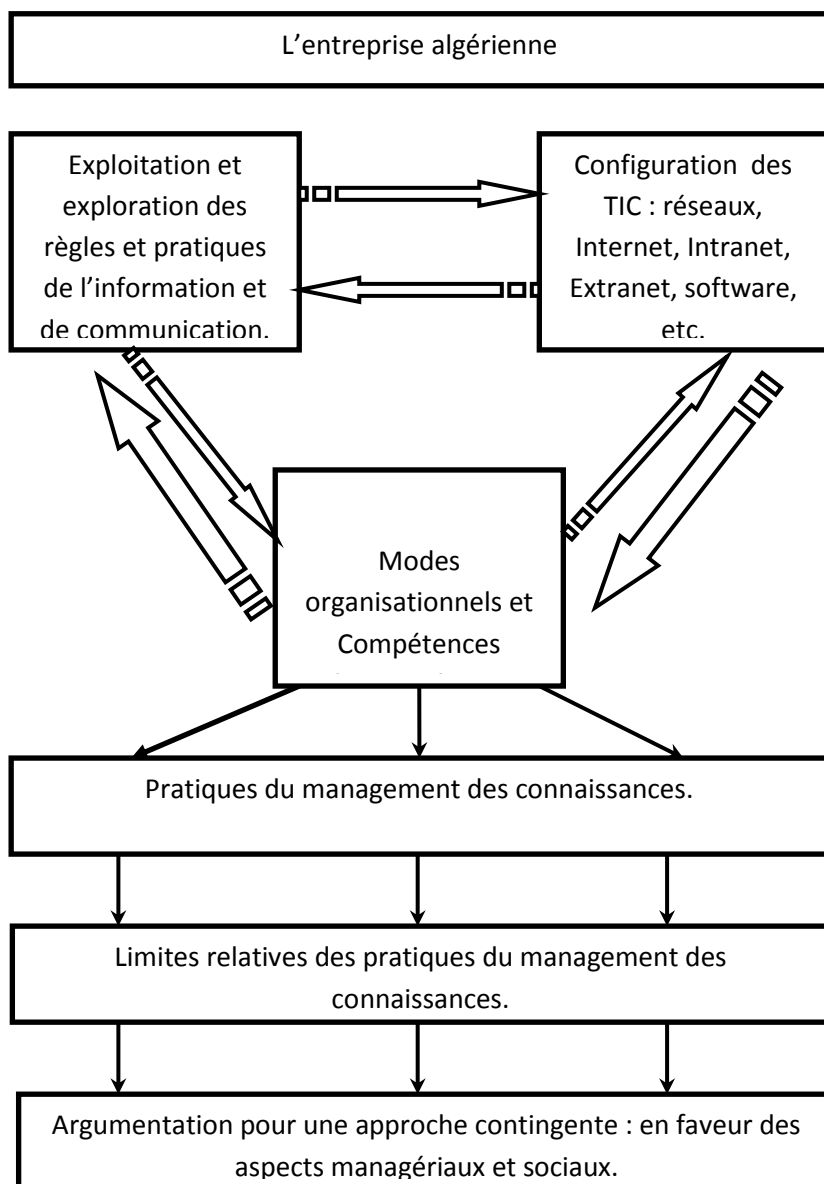 L’entreprise algérienne
Exploitation et
exploration des
règles et pratiques
de l’information et
de communication.
Configuration des
TIC : réseaux,
Internet, Intranet,
Extranet, software,
etc.
Modes
organisationnels et
Compétences
Pratiques du management des connaissances.
Limites relatives des pratiques du management des
connaissances.
Argumentation pour une approche contingente : en faveur des
aspects managériaux et sociaux.